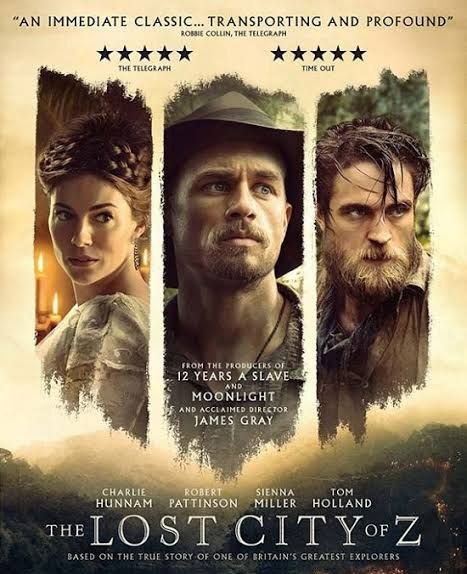 "AN IMMEDIATE CLASSIC... TRANSPORTING AND PROFOUND"
ROBBIE COLLIN, THE TELEGRAPH
★★★★★ ★★★★★
THE TELEGRAPH TIME OUT
FROM THE PRODUCERS OF
12 YEARS A SLAVE
AND
MOONLIGHT
AND ACCLAIMED DIRECTOR
JAMES GRAY
CHARLIE ROBERT SIENNA TOM
HUNNAM PATTINSON MILLER HOLLAND
THE LOST CITY OF Z
BASED ON THE TRUE STORY OF ONE OF BRITAIN'S GREATEST EXPLORERS